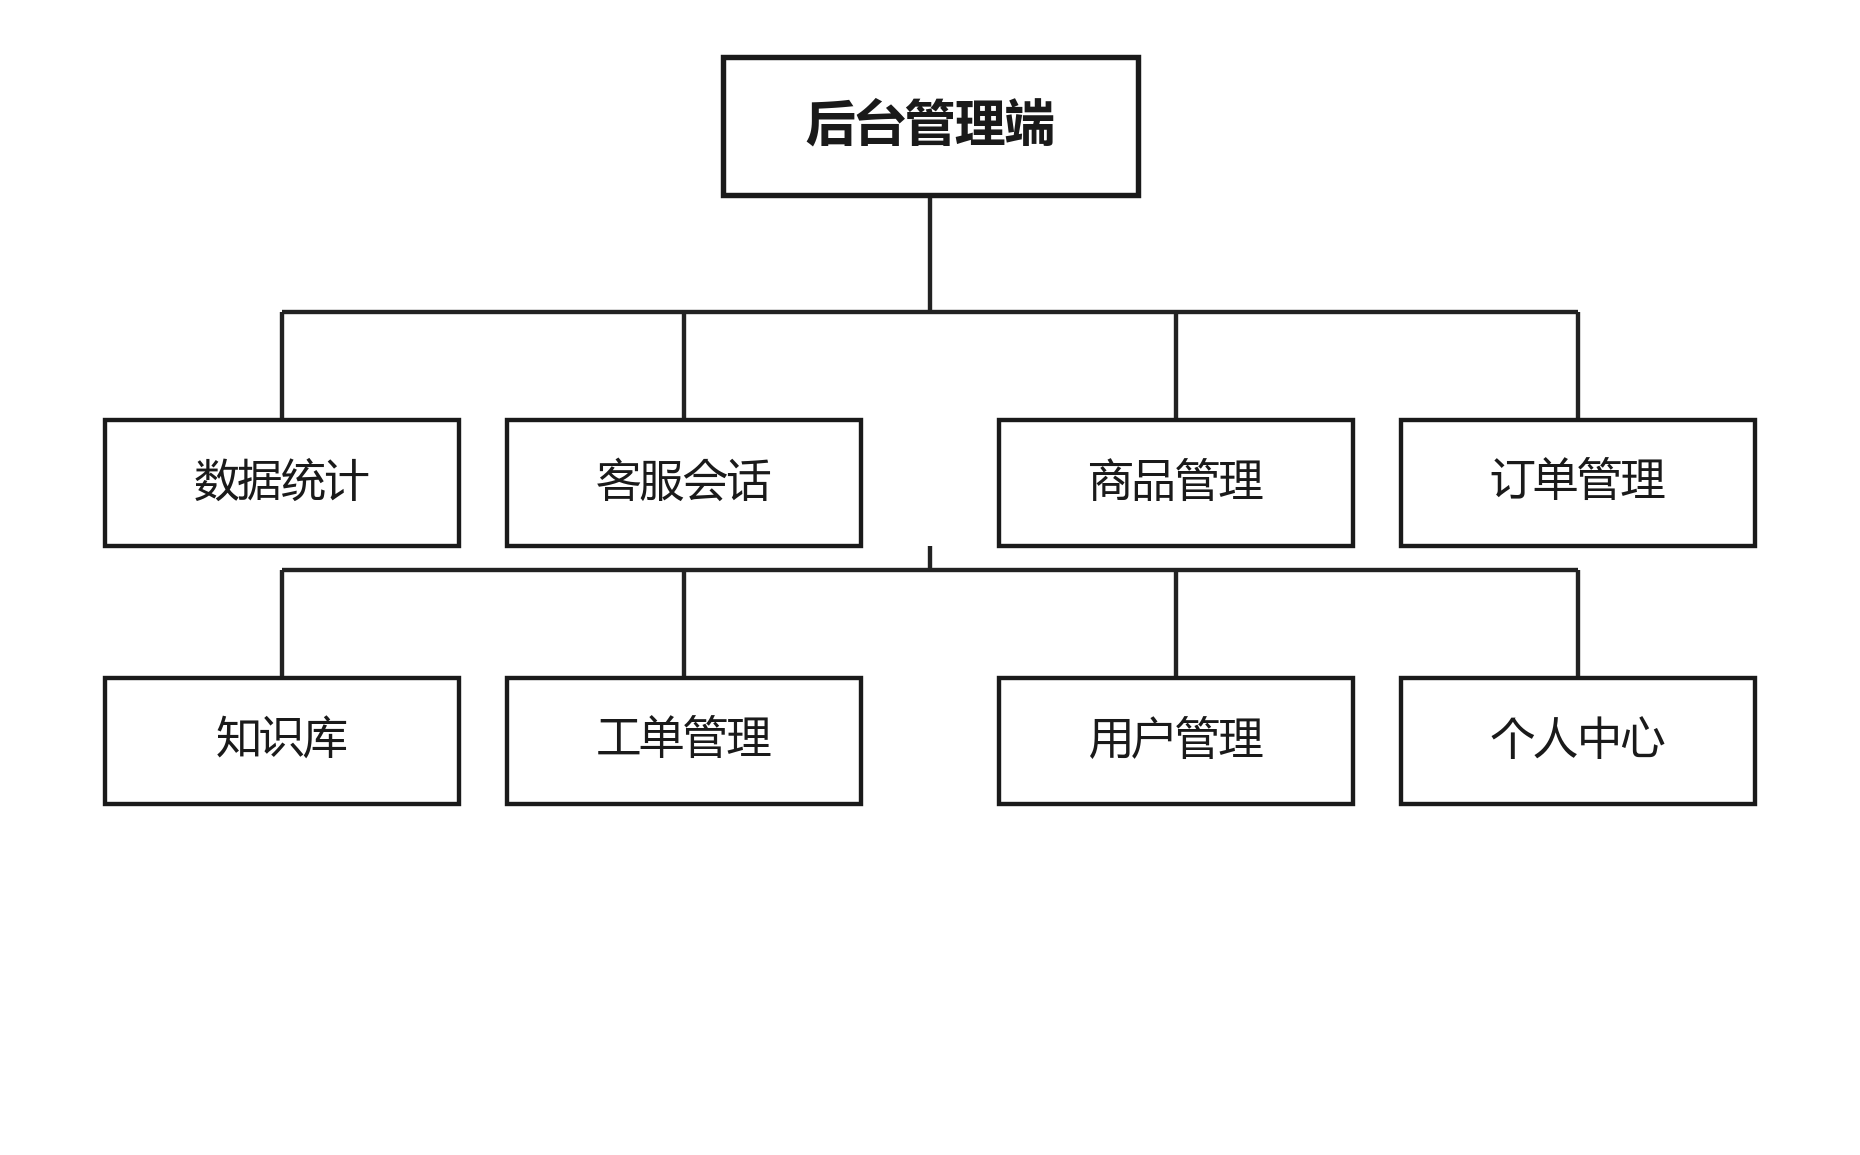 后台管理端
数据统计
客服会话
商品管理
订单管理
知识库
工单管理
用户管理
个人中心